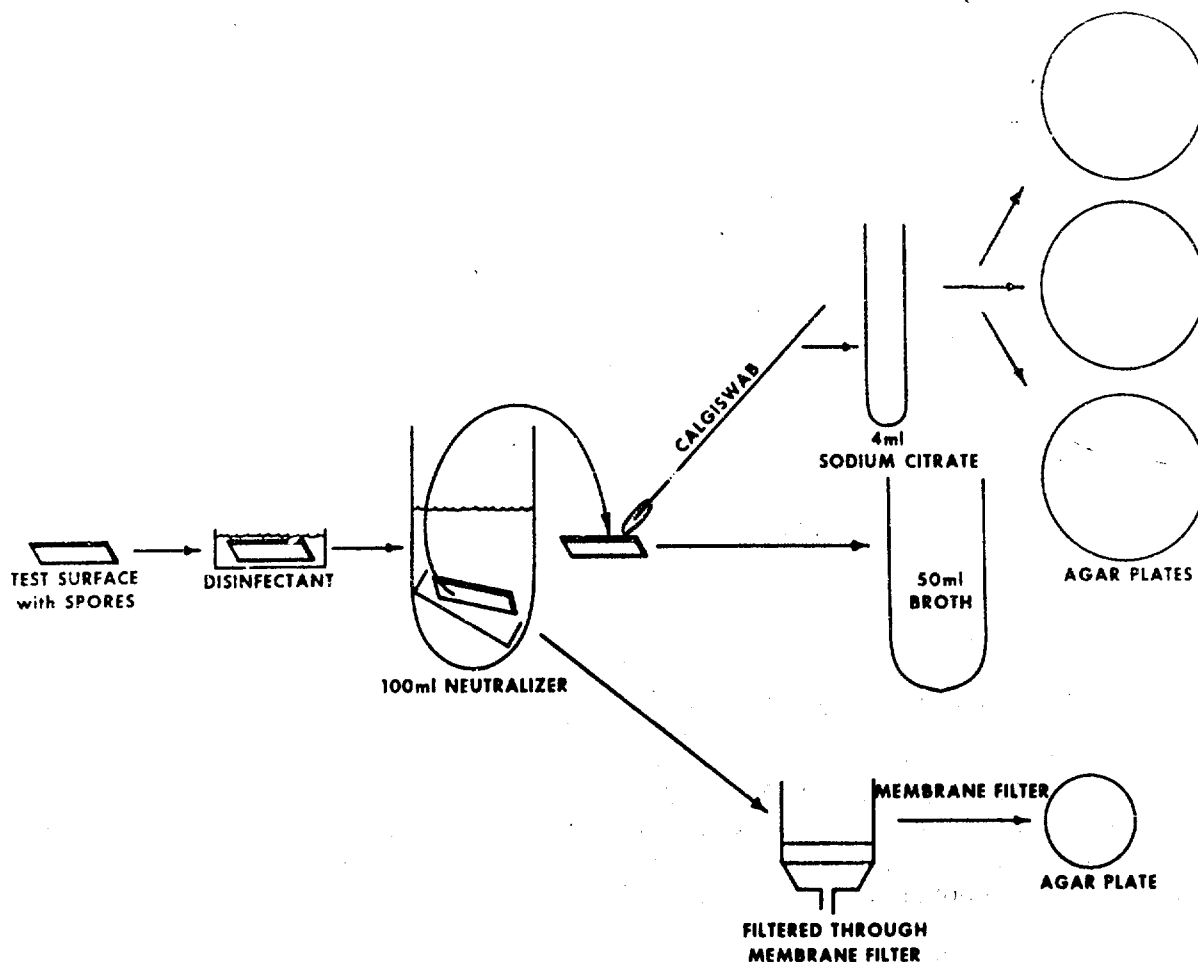 TEST SURFACE
with SPORES
DISINFECTANT
100ml NEUTRALIZER
CALGISWAB
4ml
SODIUM CITRATE
50ml
BROTH
AGAR PLATES
FILTERED THROUGH
MEMBRANE FILTER
MEMBRANE FILTER
AGAR PLATE